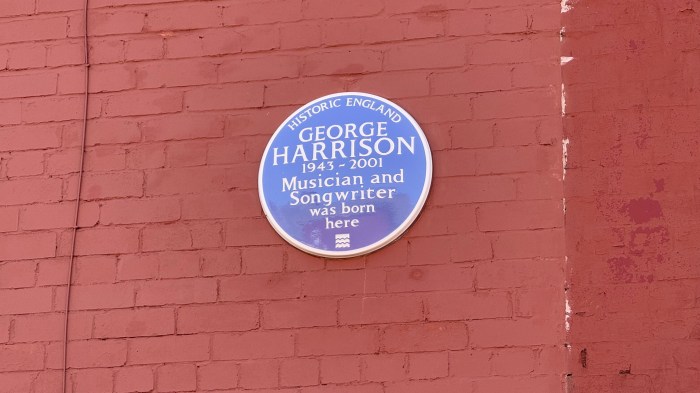 HISTORIC ENGLAND
GEORGE
HARRISON
1943 - 2001
Musician and
Songwriter
was born
here